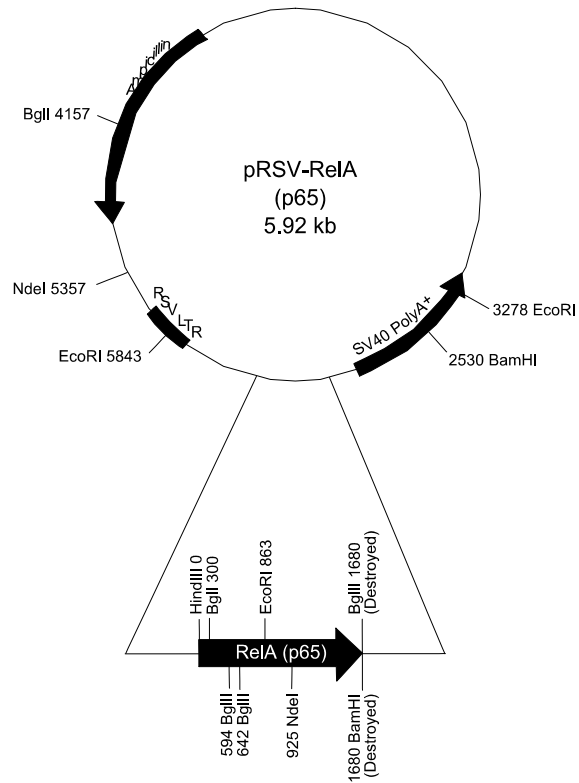 Ampicillin
BglI 4157
pRSV-RelA
(p65)
5.92 kb
NdeI 5357
RSV LTR
EcoRI 5843
SV40 PolyA+
3278 EcoRI
2530 BamHI
HindIII 0
BglI 300
EcoRI 863
BglII 1680
(Destroyed)
RelA (p65)
594 BglII
642 BglII
925 NdeI
1680 BamHI
(Destroyed)